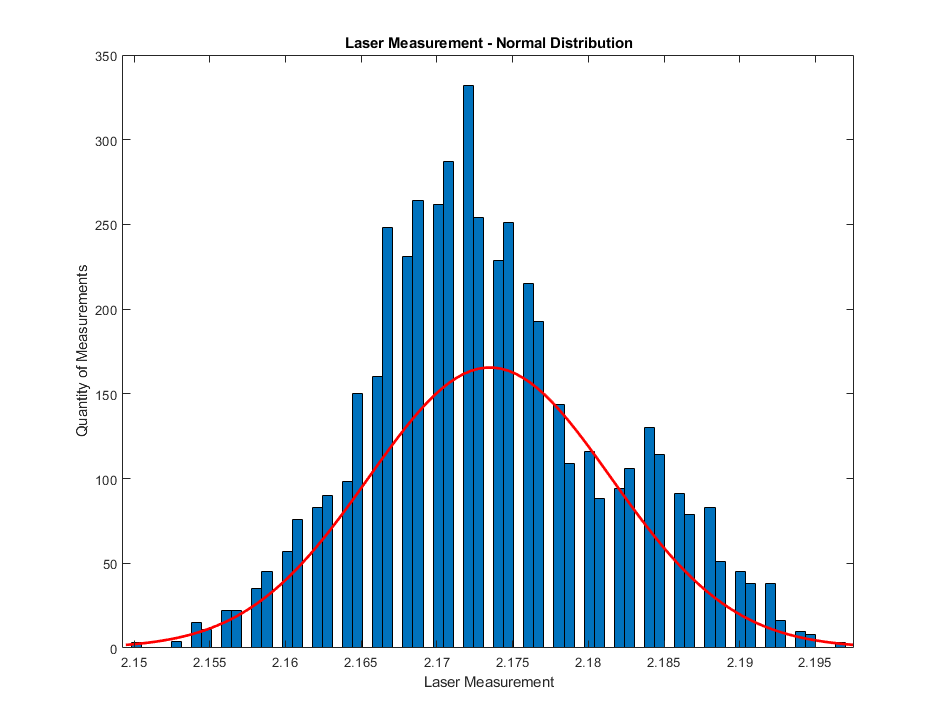 Laser Measurement - Normal Distribution
350
300
250
200
150
100
50
0
Quantity of Measurements
2.15 2.155 2.16 2.165 2.17 2.175 2.18 2.185 2.19 2.195
Laser Measurement